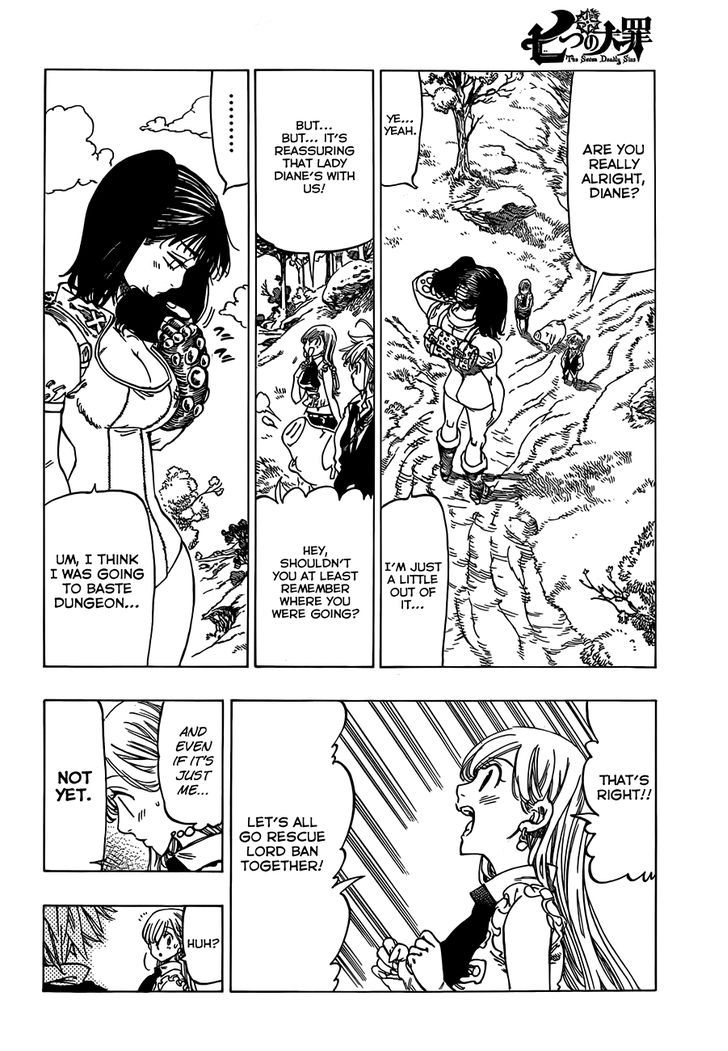 七つの大罪
The Seven Deadly Sins
ARE YOU
REALLY
ALRIGHT,
DIANE?
YE...
YEAH.
I'M JUST
A LITTLE
OUT OF
IT...
BUT...
BUT... IT'S
REASSURING
THAT LADY
DIANE'S WITH
US!
HEY,
SHOULDN'T
YOU AT LEAST
REMEMBER
WHERE YOU
WERE GOING?
.........
UM, I THINK
I WAS GOING
TO BASTE
DUNGEON...
THAT'S
RIGHT!!
LET'S ALL
GO RESCUE
LORD BAN
TOGETHER!
AND
EVEN
IF IT'S
JUST
ME...
NOT
YET.
HUH?